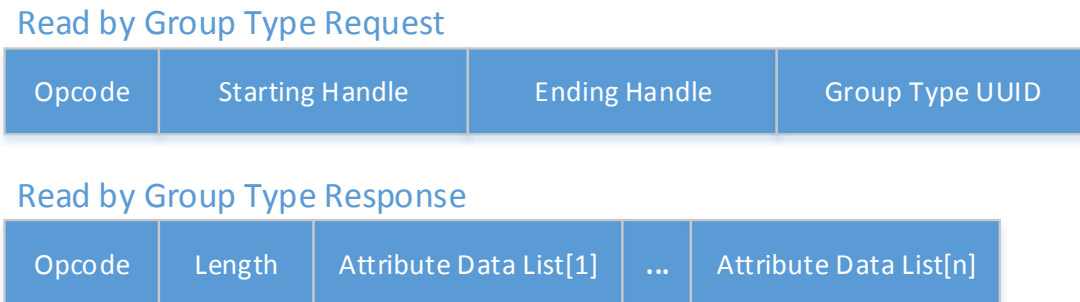 Read by Group Type Request
Opcode Starting Handle Ending Handle Group Type UUID
Read by Group Type Response
Opcode Length Attribute Data List[1] ... Attribute Data List[n]